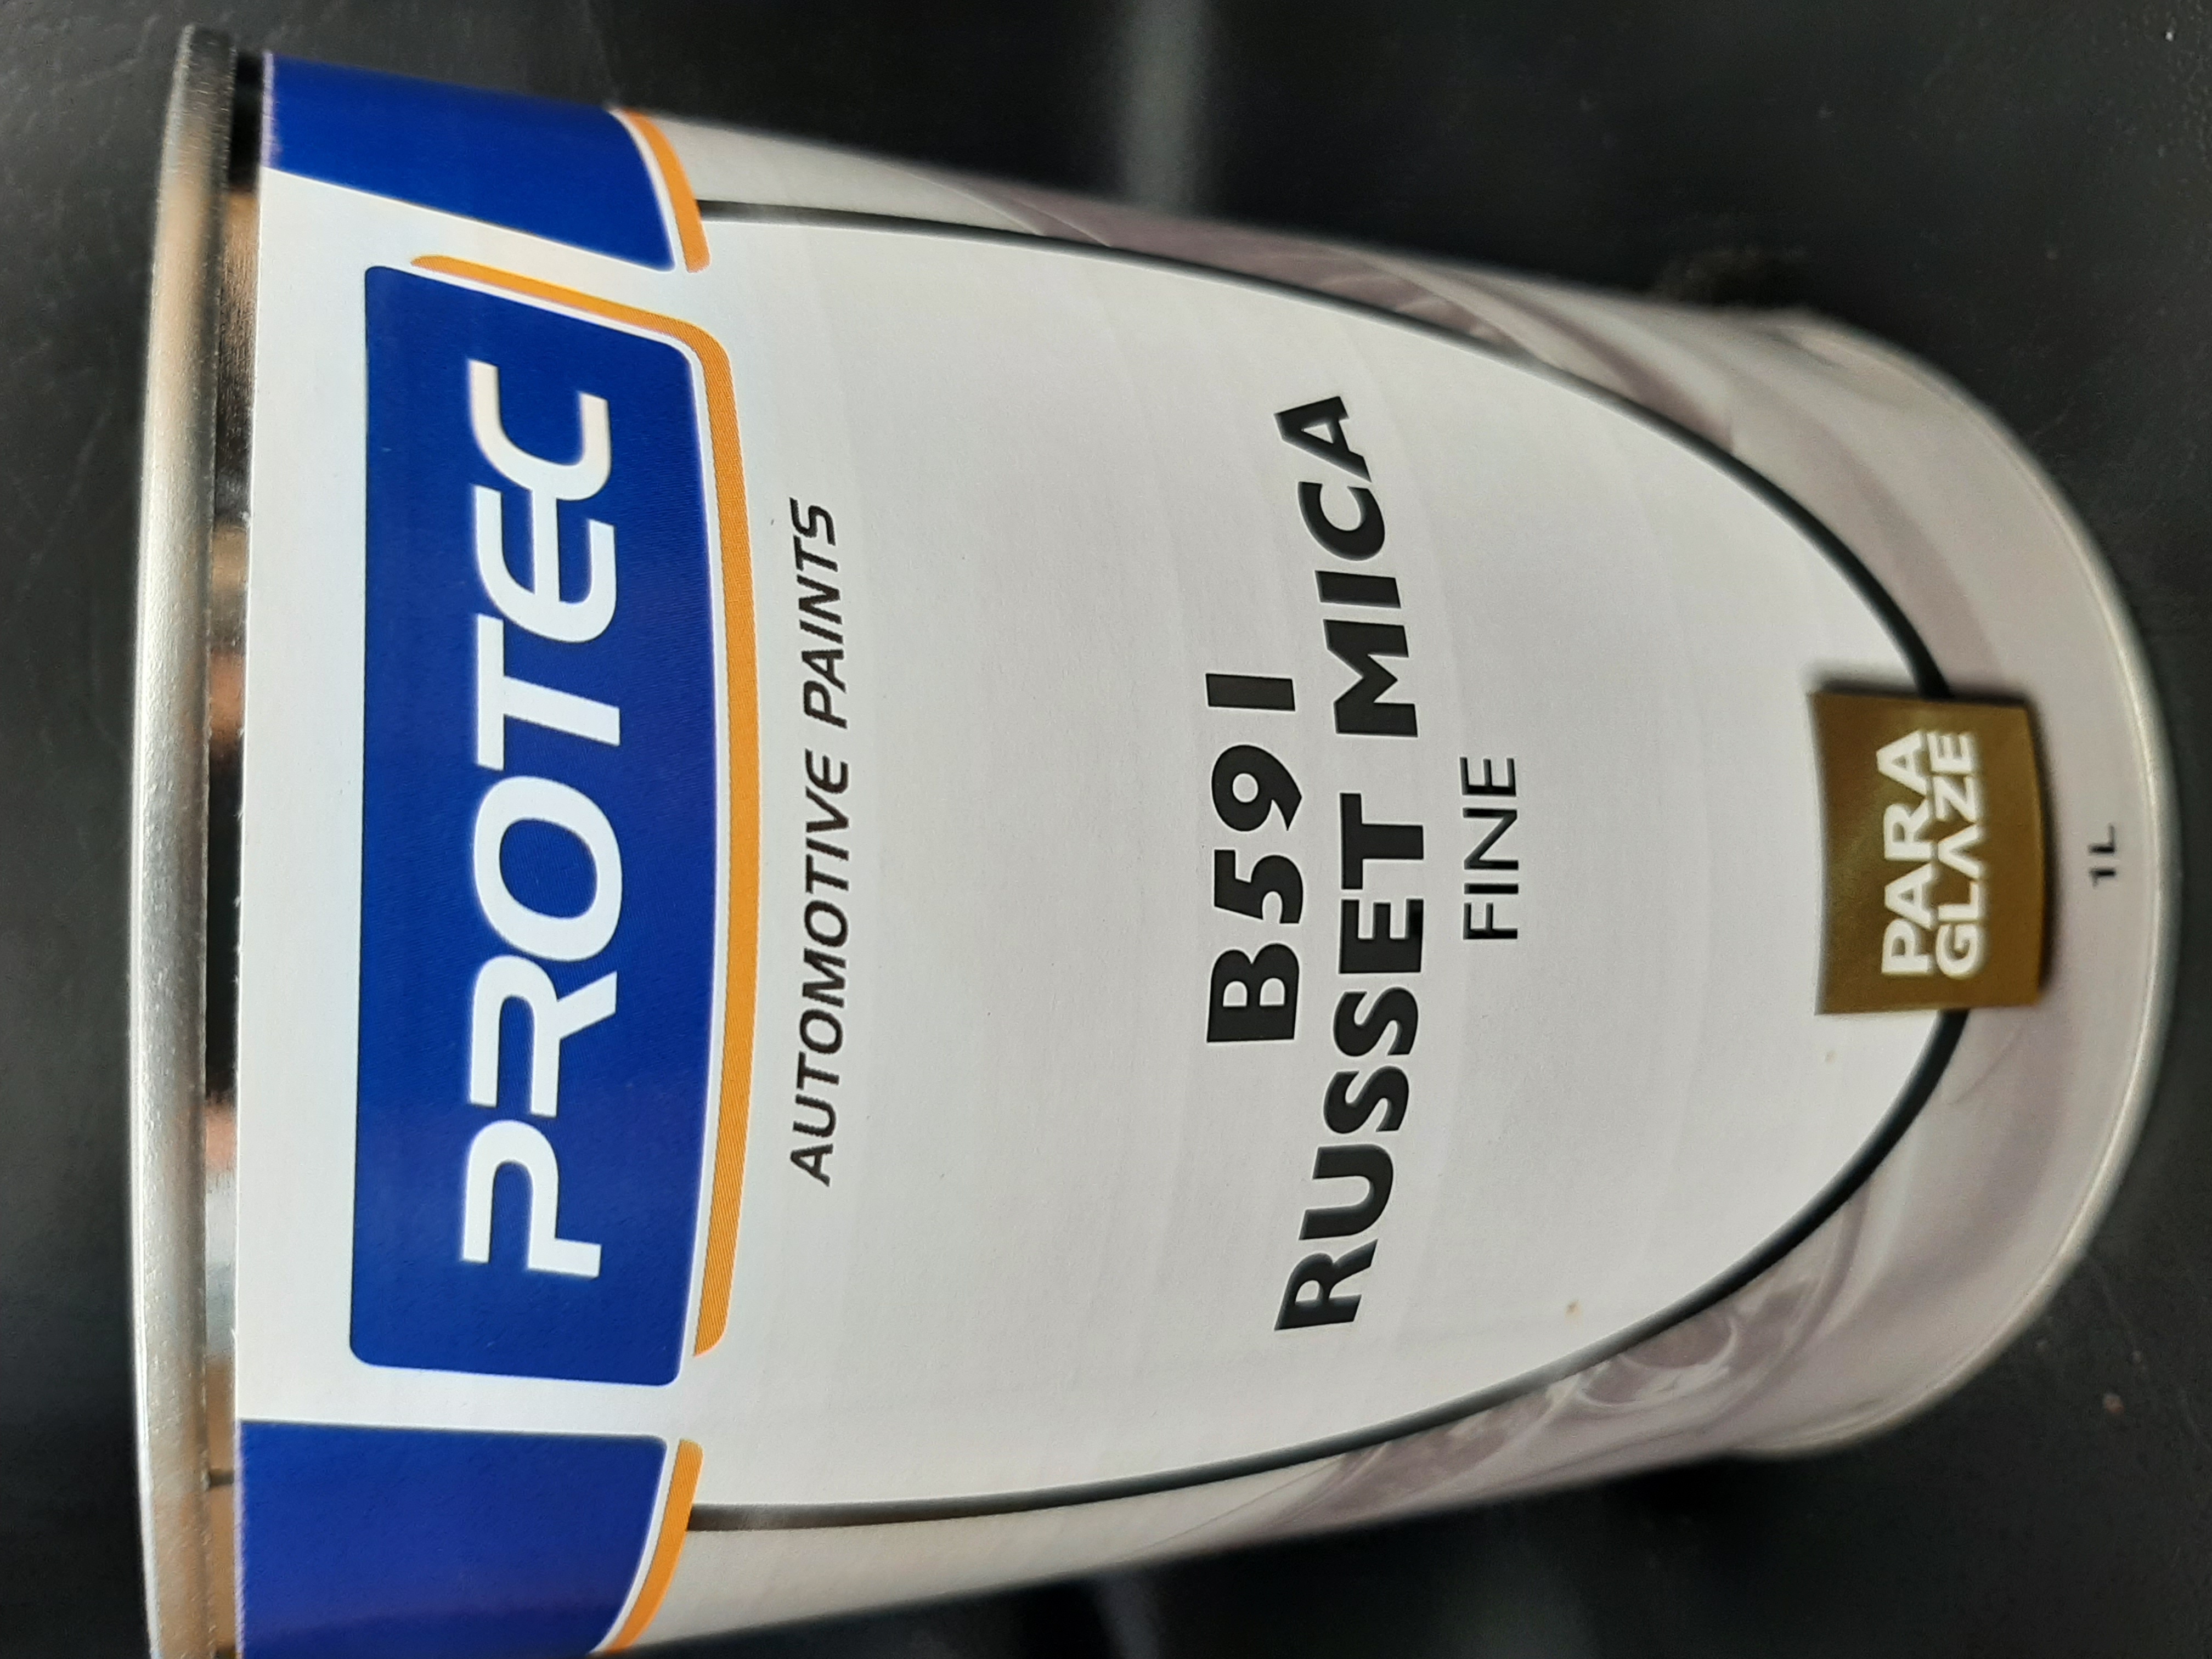 PROTEC
AUTOMOTIVE PAINTS
B591
RUSSET MICA
FINE
PARA
GLAZE
1L